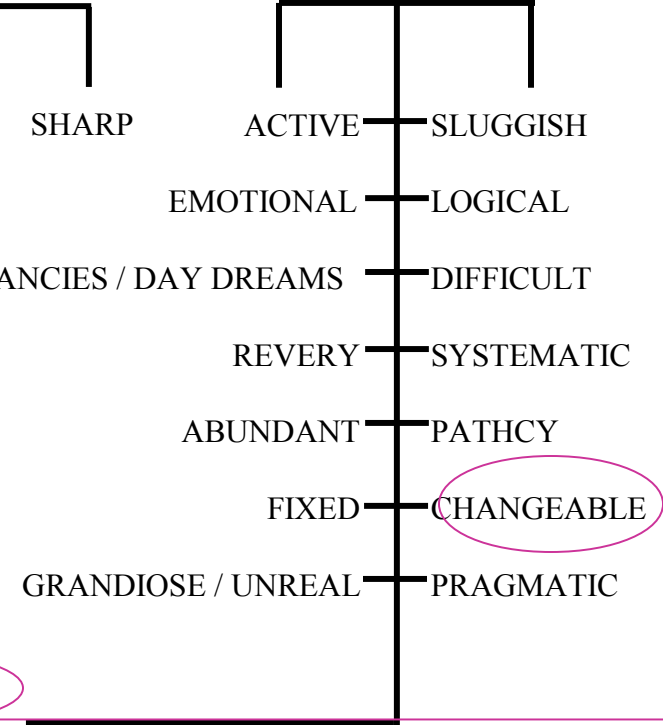 SHARP ACTIVE SLUGGISH
EMOTIONAL LOGICAL
ANCIES / DAY DREAMS DIFFICULT
REVERY SYSTEMATIC
ABUNDANT PATHCY
FIXED CHANGEABLE
GRANDIOSE / UNREAL PRAGMATIC